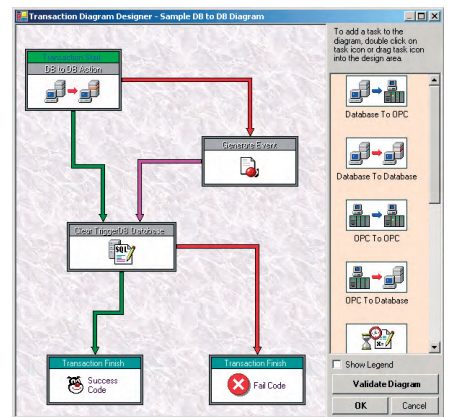 Transaction Diagram Designer - Sample DB to DB Diagram
To add a task to the
diagram, double click on
task icon or drag task icon
into the design area.
Transaction Start
DB to DB Action
Generate Event
Clear TriggerDB Database
SQL
Transaction Finish
Success
Code
Transaction Finish
Fail Code
Database To OPC
Database To Database
OPC To OPC
OPC To Database
Show Legend
Validate Diagram
OK
Cancel